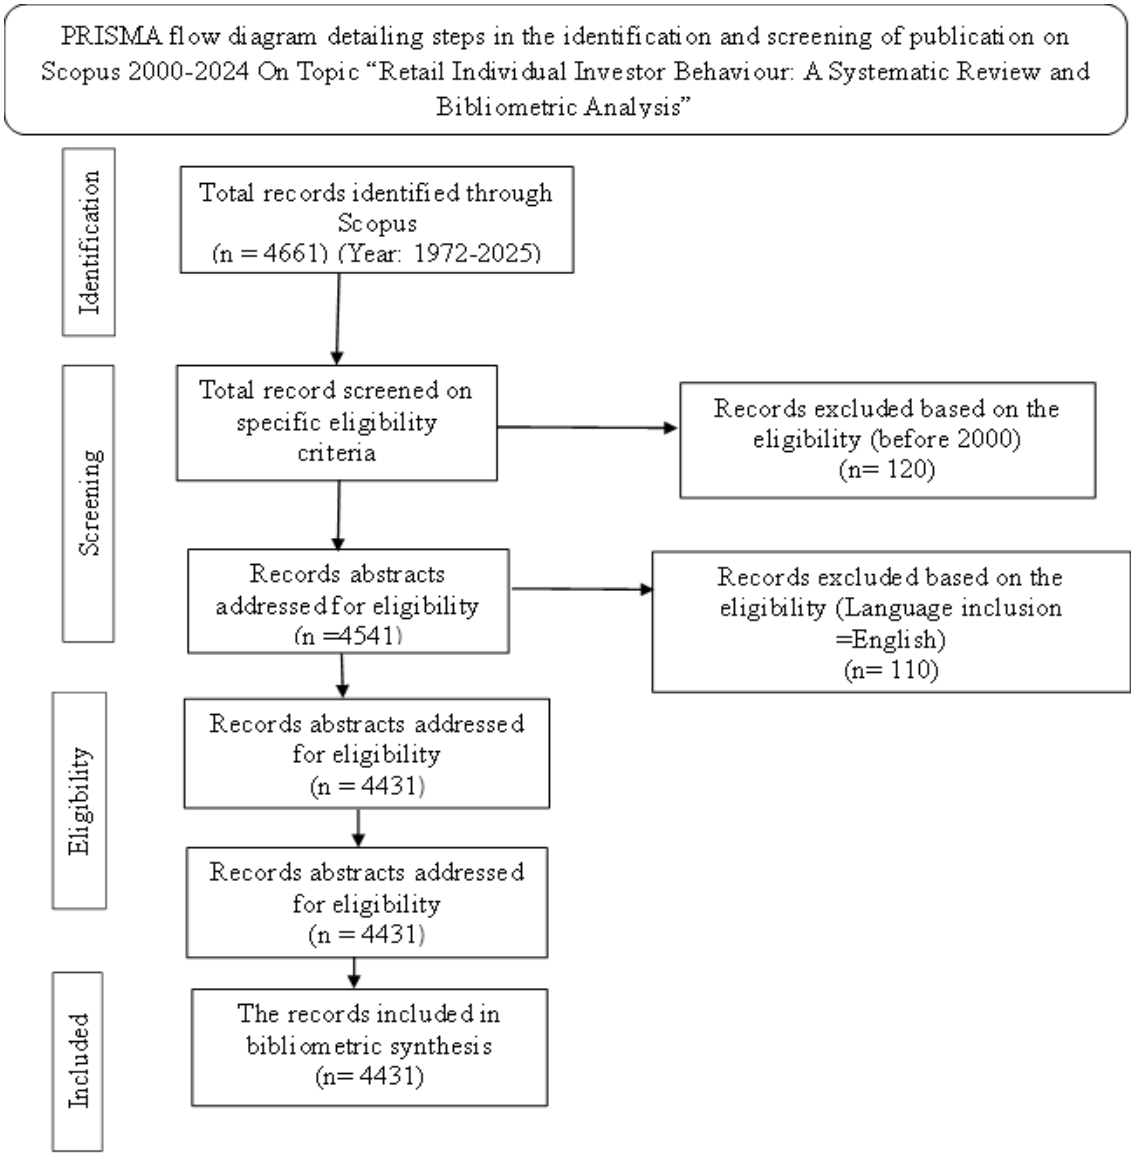 PRISMA flow diagram detailing steps in the identification and screening of publication on
Scopus 2000-2024 On Topic “Retail Individual Investor Behaviour: A Systematic Review and
Bibliometric Analysis”
Identification
Total records identified through
Scopus
(n = 4661) (Year: 1972-2025)
Screening
Total record screened on
specific eligibility
criteria
Records excluded based on the
eligibility (before 2000)
(n= 120)
Records abstracts
addressed for eligibility
(n =4541)
Records excluded based on the
eligibility (Language inclusion
=English)
(n= 110)
Eligibility
Records abstracts addressed
for eligibility
(n = 4431)
Records abstracts addressed
for eligibility
(n = 4431)
Included
The records included in
bibliometric synthesis
(n= 4431)